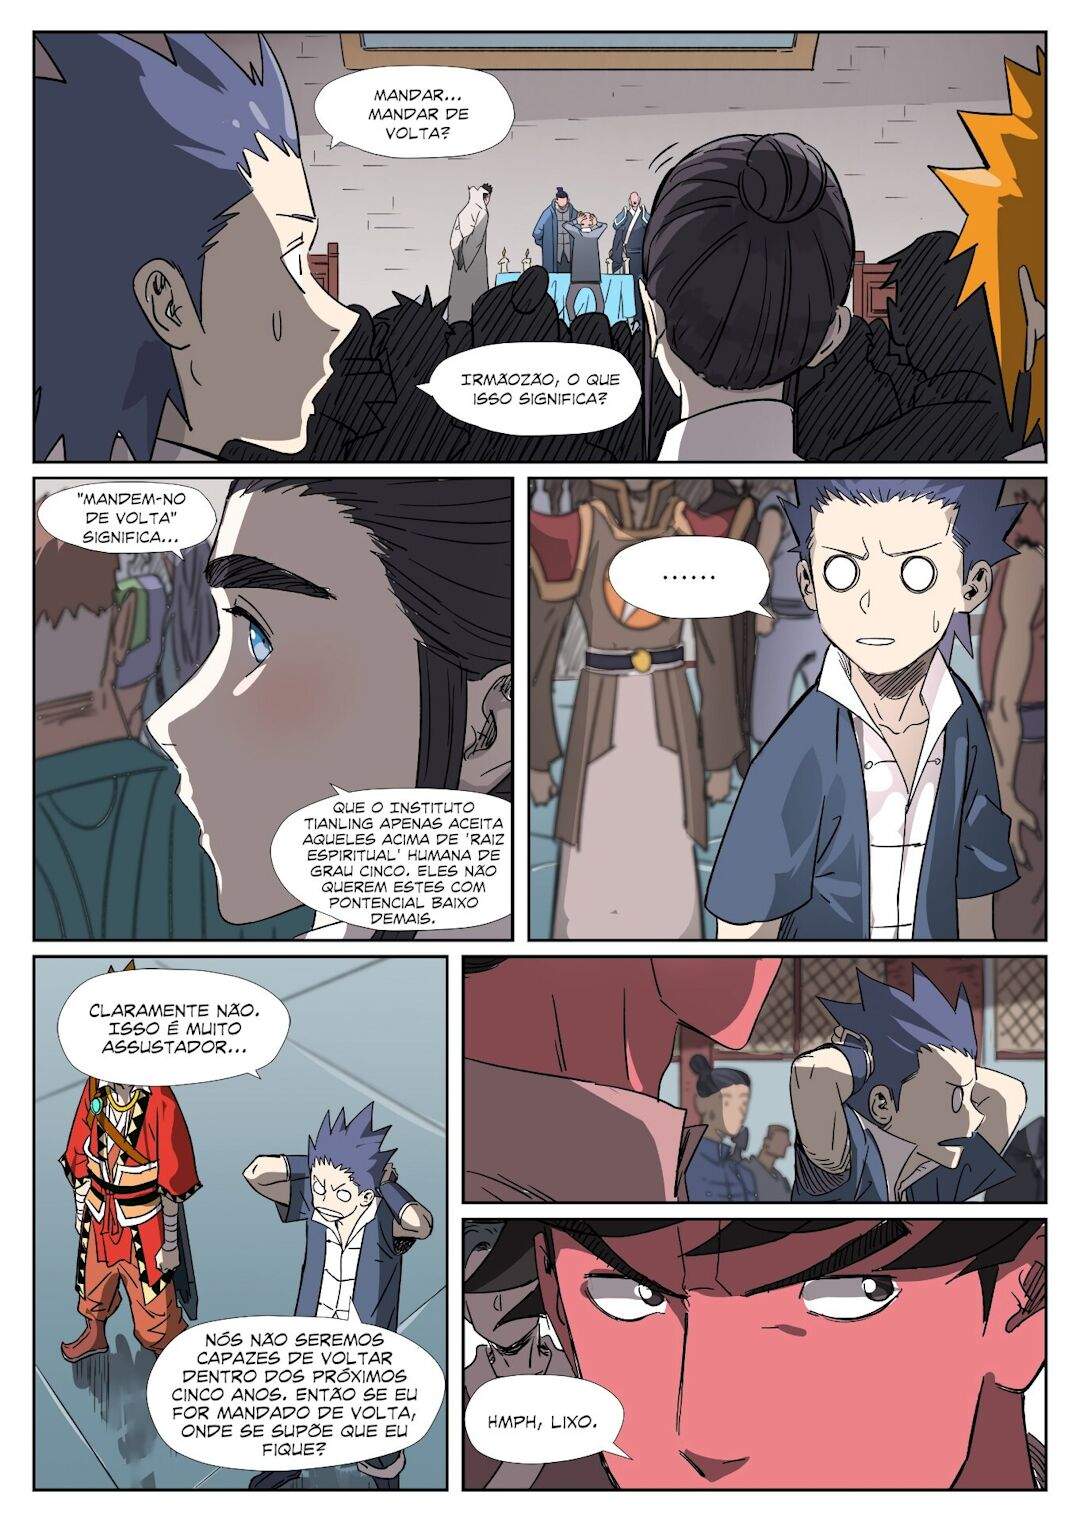 MANDAR...
MANDAR DE
VOLTA?
IRMÃOZÃO, O QUE
ISSO SIGNIFICA?
"MANDEM-NO
DE VOLTA"
SIGNIFICA...
QUE O INSTITUTO
TIANLING APENAS ACEITA
AQUELES ACIMA DE 'RAIZ
ESPIRITUAL' HUMANA DE
GRAU CINCO. ELES NÃO
QUEREM ESTES COM
PONTENCIAL BAIXO
DEMAIS.
......
CLARAMENTE NÃO.
ISSO É MUITO
ASSUSTADOR...
NÓS NÃO SEREMOS
CAPAZES DE VOLTAR
DENTRO DOS PRÓXIMOS
CINCO ANOS. ENTÃO SE EU
FOR MANDADO DE VOLTA,
ONDE SE SUPÕE QUE EU
FIQUE?
HMPH, LIXO.